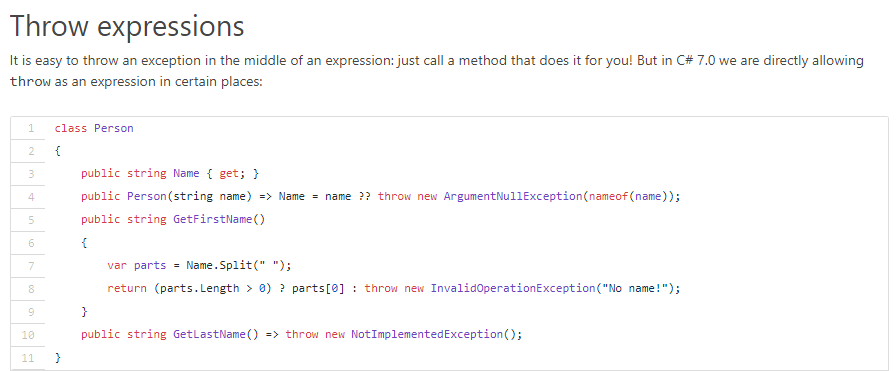 Throw expressions
It is easy to throw an exception in the middle of an expression: just call a method that does it for you! But in C# 7.0 we are directly allowing
throw as an expression in certain places:
1 class Person
2 {
3 public string Name { get; }
4 public Person(string name) => Name = name ?? throw new ArgumentNullException(nameof(name));
5 public string GetFirstName()
6 {
7 var parts = Name.Split(" ");
8 return (parts.Length > 0) ? parts[0] : throw new InvalidOperationException("No name!");
9 }
10 public string GetLastName() => throw new NotImplementedException();
11 }